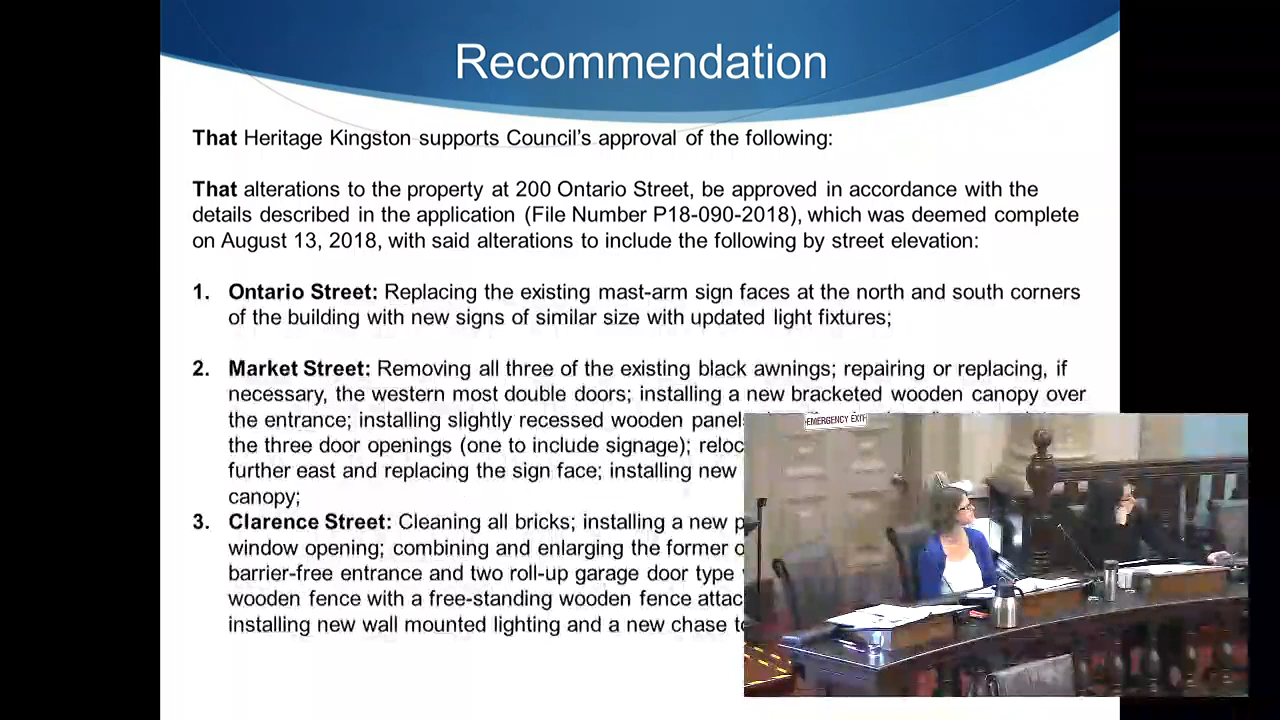 Recommendation
That Heritage Kingston supports Council's approval of the following:
That alterations to the property at 200 Ontario Street, be approved in accordance with the
details described in the application (File Number P18-090-2018), which was deemed complete
on August 13, 2018, with said alterations to include the following by street elevation:
1. Ontario Street: Replacing the existing mast-arm sign faces at the north and south corners
of the building with new signs of similar size with updated light fixtures;
2. Market Street: Removing all three of the existing black awnings; repairing or replacing, if
necessary, the western most double doors; installing a new bracketed wooden canopy over
the entrance; installing slightly recessed wooden panels
the three door openings (one to include signage);
further east and replacing the sign face; installing new
canopy;
3. Clarence Street: Cleaning all bricks; installing a new
window opening; combining and enlarging the former
barrier-free entrance and two roll-up garage door type
wooden fence with a free-standing wooden fence
installing new wall mounted lighting and a new chase
EMERGENCY EXIT